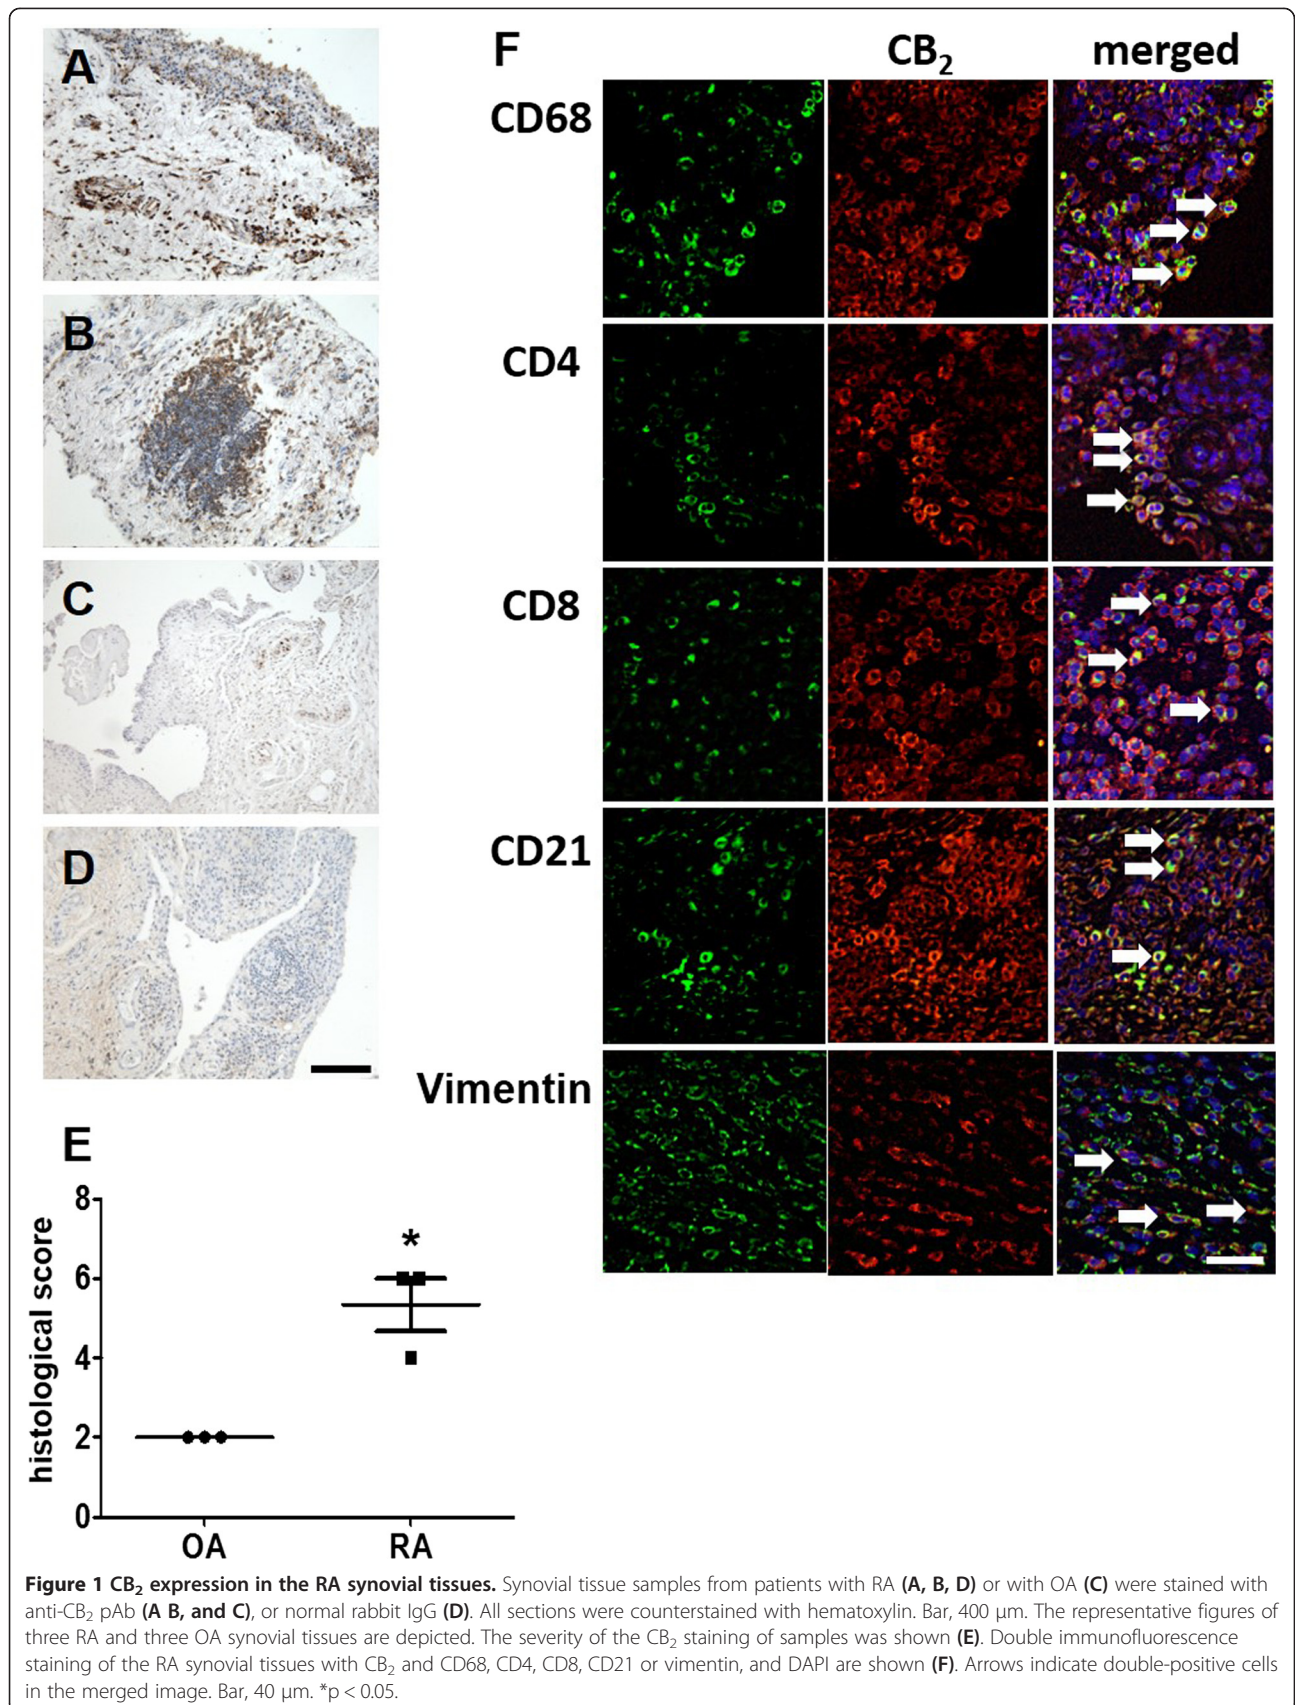 A
B
C
D
F
CB₂
merged
CD68
CD4
CD8
CD21
Vimentin
E
histological score
8
6
4
2
0
*
OA
RA
Figure 1 CB₂ expression in the RA synovial tissues. Synovial tissue samples from patients with RA (A, B, D) or with OA (C) were stained with
anti-CB₂ pAb (A B, and C), or normal rabbit IgG (D). All sections were counterstained with hematoxylin. Bar, 400 μm. The representative figures of
three RA and three OA synovial tissues are depicted. The severity of the CB₂ staining of samples was shown (E). Double immunofluorescence
staining of the RA synovial tissues with CB₂ and CD68, CD4, CD8, CD21 or vimentin, and DAPI are shown (F). Arrows indicate double-positive cells
in the merged image. Bar, 40 μm. *p < 0.05.